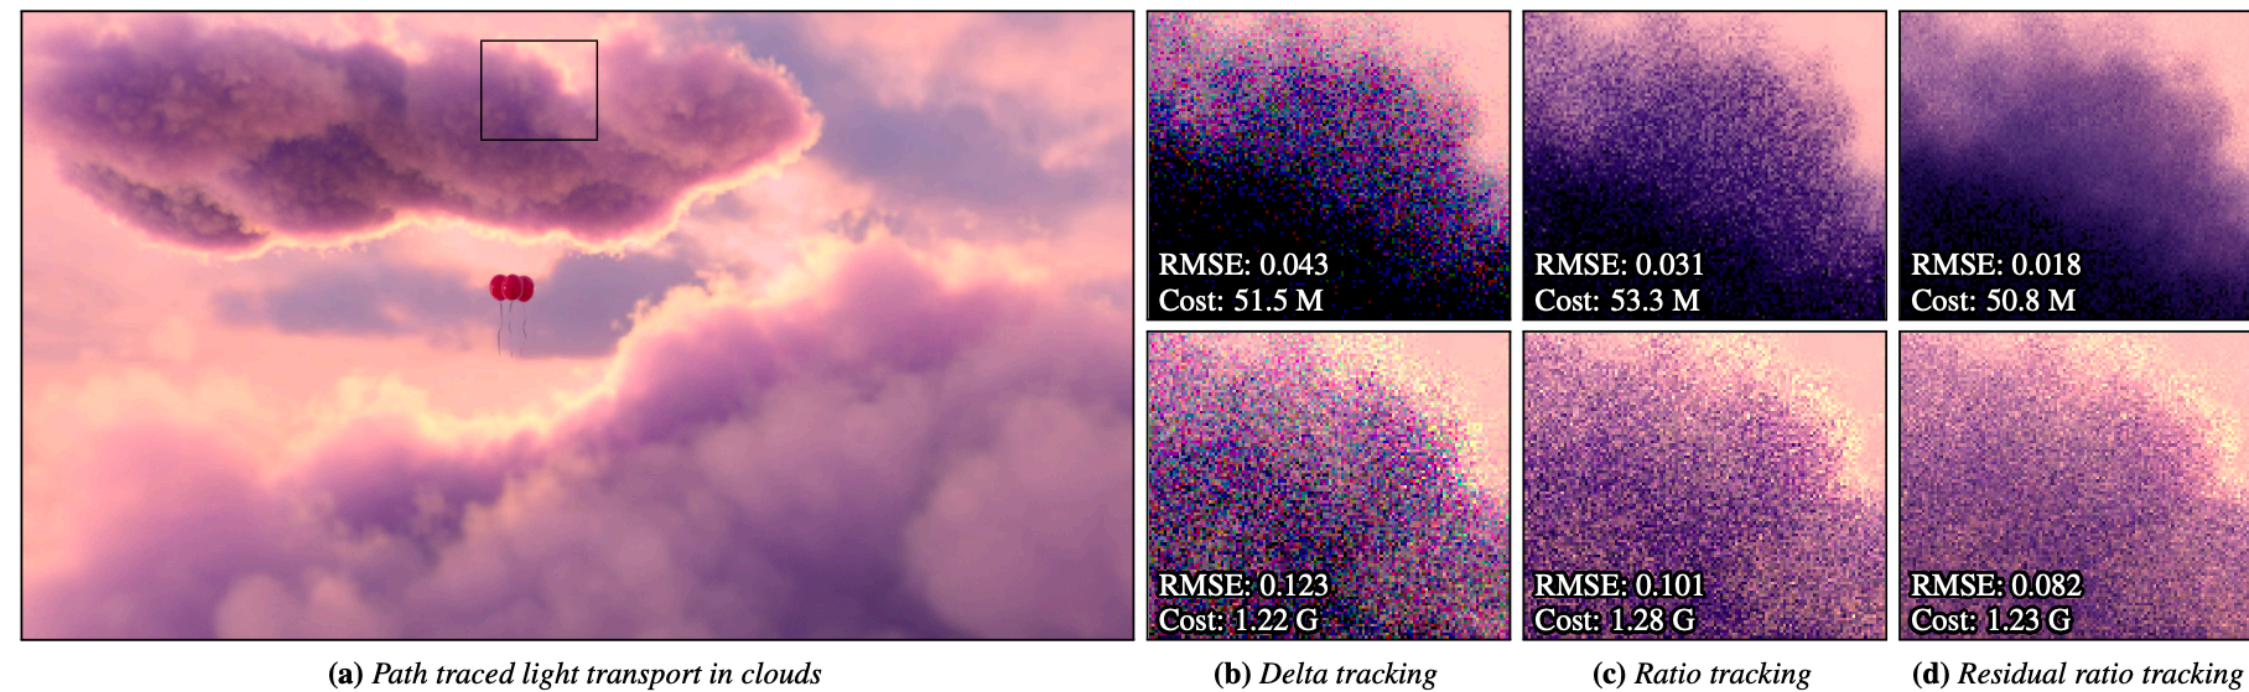 RMSE: 0.043
Cost: 51.5 M
RMSE: 0.031
Cost: 53.3 M
RMSE: 0.018
Cost: 50.8 M
RMSE: 0.123
Cost: 1.22 G
RMSE: 0.101
Cost: 1.28 G
RMSE: 0.082
Cost: 1.23 G
(a) Path traced light transport in clouds
(b) Delta tracking
(c) Ratio tracking
(d) Residual ratio tracking